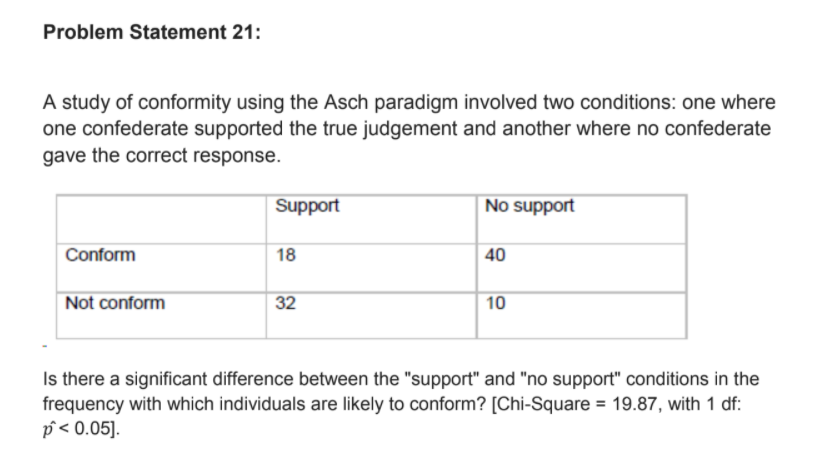 Problem Statement 21:
A study of conformity using the Asch paradigm involved two conditions: one where
one confederate supported the true judgement and another where no confederate
gave the correct response.
Support No support
Conform 18 40
Not conform 32 10
Is there a significant difference between the "support" and "no support" conditions in the
frequency with which individuals are likely to conform? [Chi-Square = 19.87, with 1 df:
p̂ < 0.05].